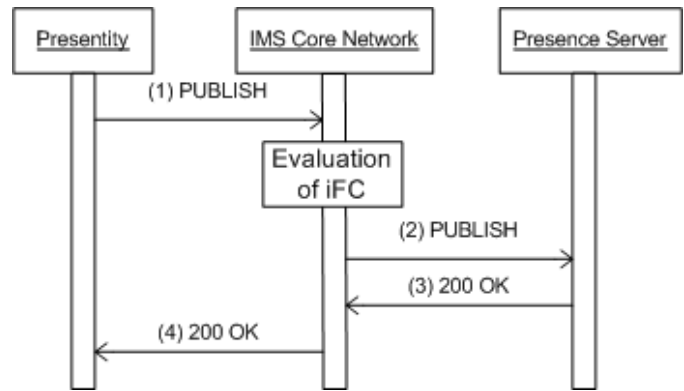 Presentity
IMS Core Network
Presence Server
(1) PUBLISH
Evaluation
of iFC
(2) PUBLISH
(3) 200 OK
(4) 200 OK